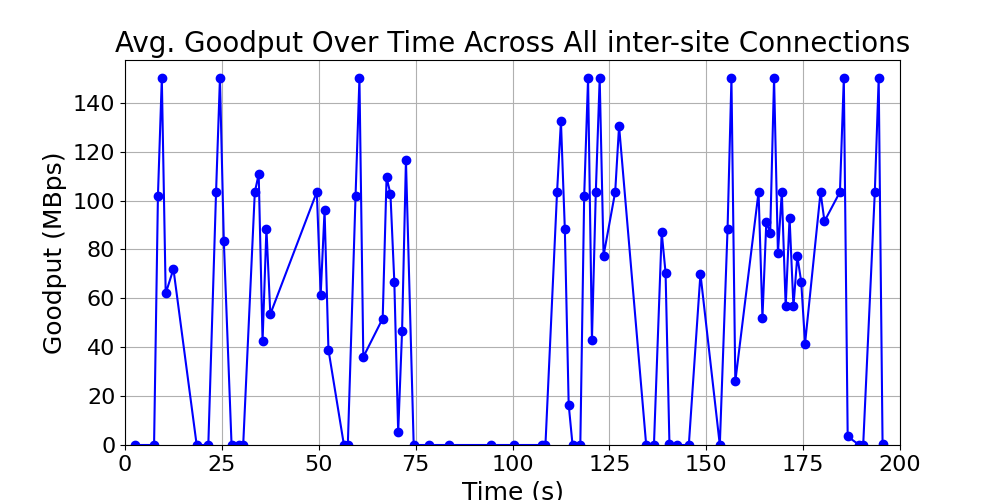 Avg. Goodput Over Time Across All inter-site Connections
Goodput (MBps)
140
120
100
80
60
40
20
0
0 25 50 75 100 125 150 175 200
Time (s)